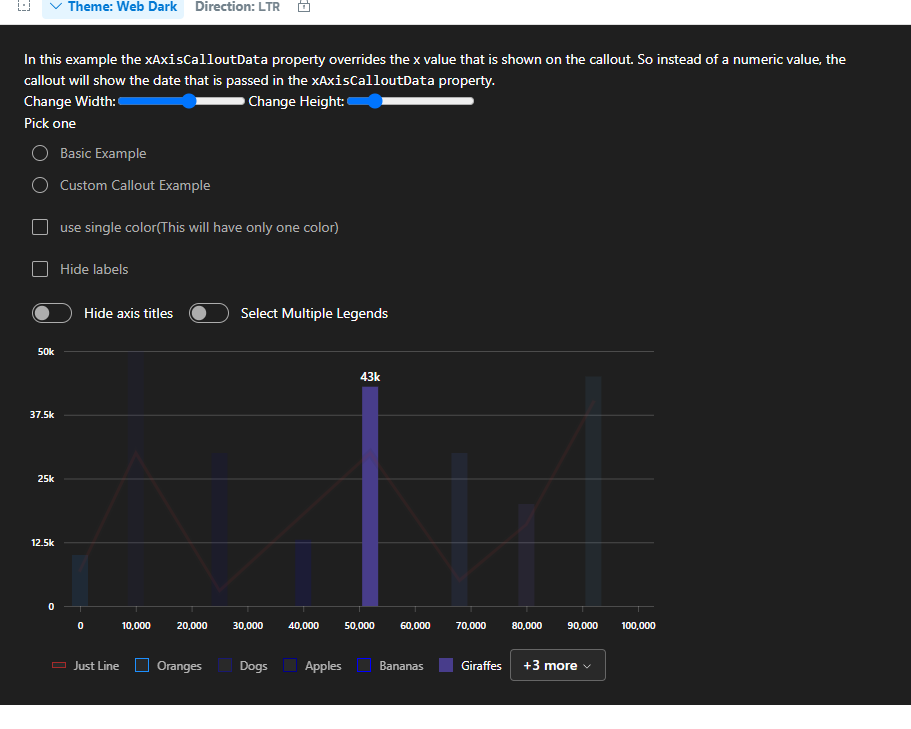 Theme: Web Dark Direction: LTR
In this example the xAxisCalloutData property overrides the x value that is shown on the callout. So instead of a numeric value, the
callout will show the date that is passed in the xAxisCalloutData property.
Change Width: Change Height:
Pick one
Basic Example
Custom Callout Example
use single color(This will have only one color)
Hide labels
Hide axis titles Select Multiple Legends
50k
43k
37.5k
25k
12.5k
0
0 10,000 20,000 30,000 40,000 50,000 60,000 70,000 80,000 90,000 100,000
Just Line Oranges Dogs Apples Bananas Giraffes +3 more